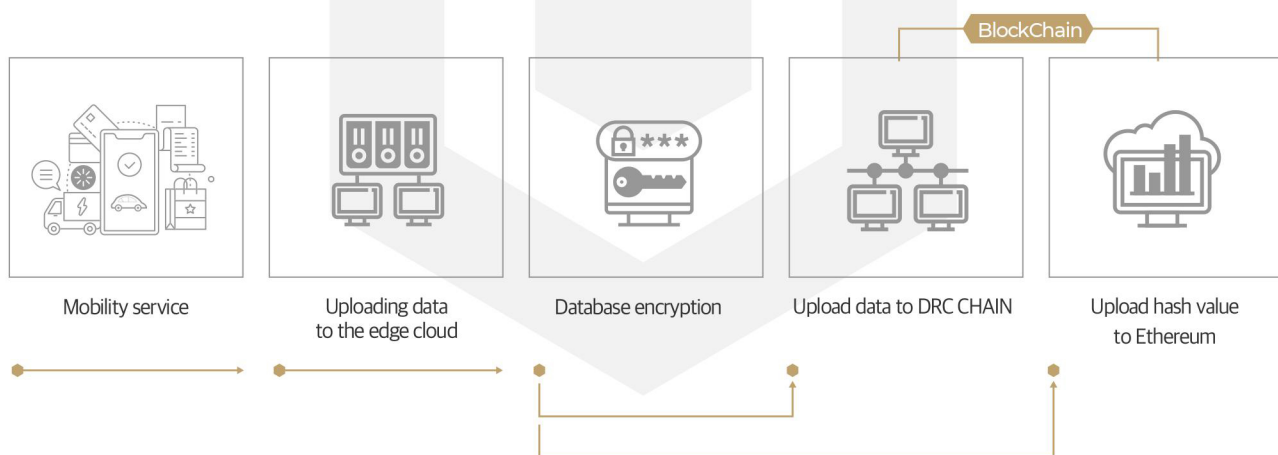 BlockChain
***
Mobility service
Uploading data
to the edge cloud
Database encryption
Upload data to DRC CHAIN
Upload hash value
to Ethereum